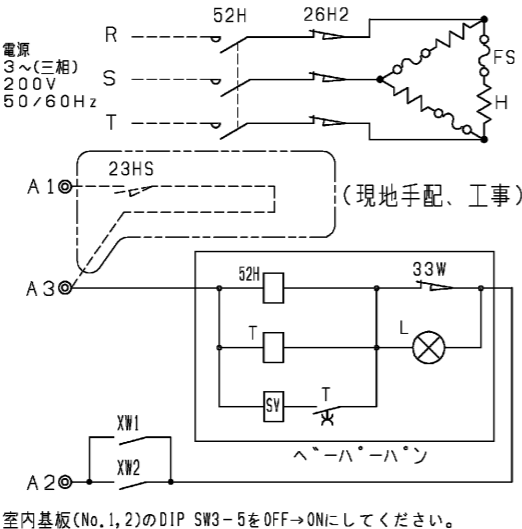 52H 26H2
電源
3~(三相)
200V
50/60Hz
R
S
T
FS
H
A1
23HS
(現地手配、工事)
A3
52H
33W
T
L
SV
T
ベーパーパン
XW1
XW2
A2
室内基板(No.1,2)のDIP SW3-5をOFF→ONにしてください。